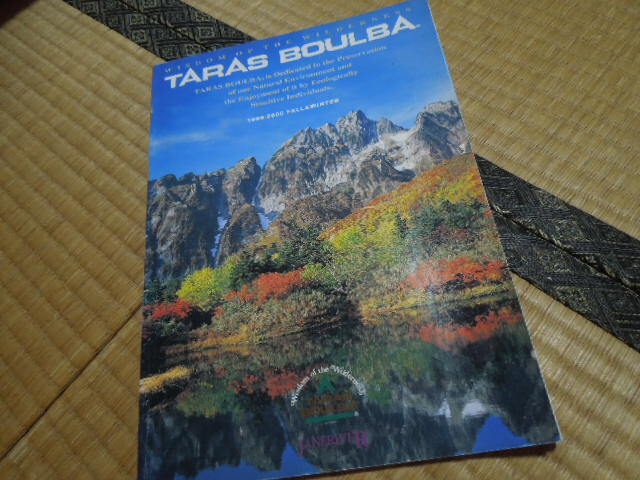 WISDOM OF THE WILDERNESS
TARAS BOULBA
TARAS BOULBA is Dedicated to the Preservation
of our Natural Environment and
the Enjoyment of it by Ecologically
Sensitive Individuals.
1999-2000 FALL&WINTER
Wisdom of the Wilderness